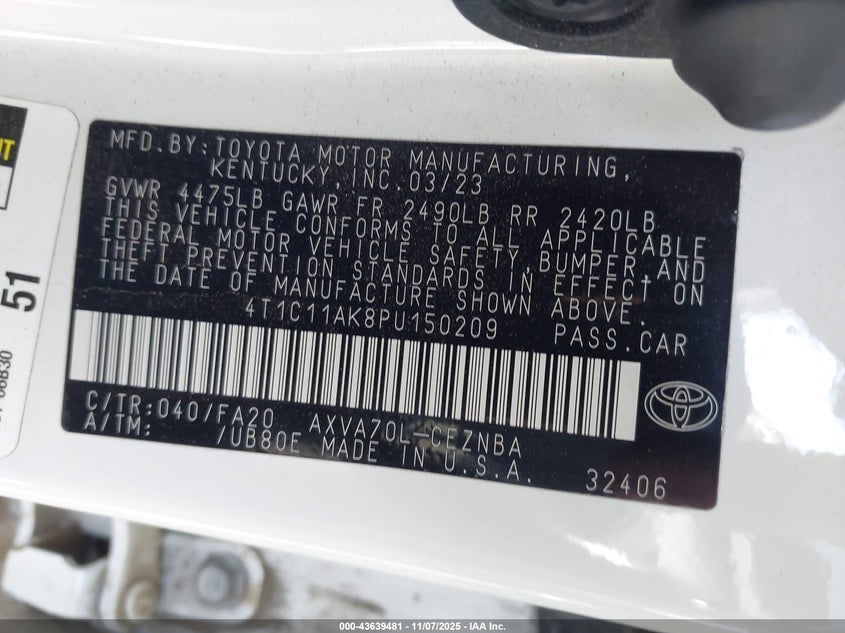 MFD.BY:TOYOTA MOTOR MANUFACTURING,
KENTUCKY,INC.03/23
GVWR 4475LB GAWR FR 2490LB RR 2420LB
THIS VEHICLE CONFORMS TO ALL APPLICABLE
FEDERAL MOTOR VEHICLE SAFETY,BUMPER,AND
THEFT PREVENTION STANDARDS IN EFFECT ON
THE DATE OF MANUFACTURE SHOWN ABOVE.
4T1C11AK8PU150209 PASS.CAR
C/TR:040/FA20 AXVA70L-CEZNBA
A/TM: /UB80E MADE IN U.S.A.
32406
51
000-43639481 - 11/07/2025 - IAA Inc.